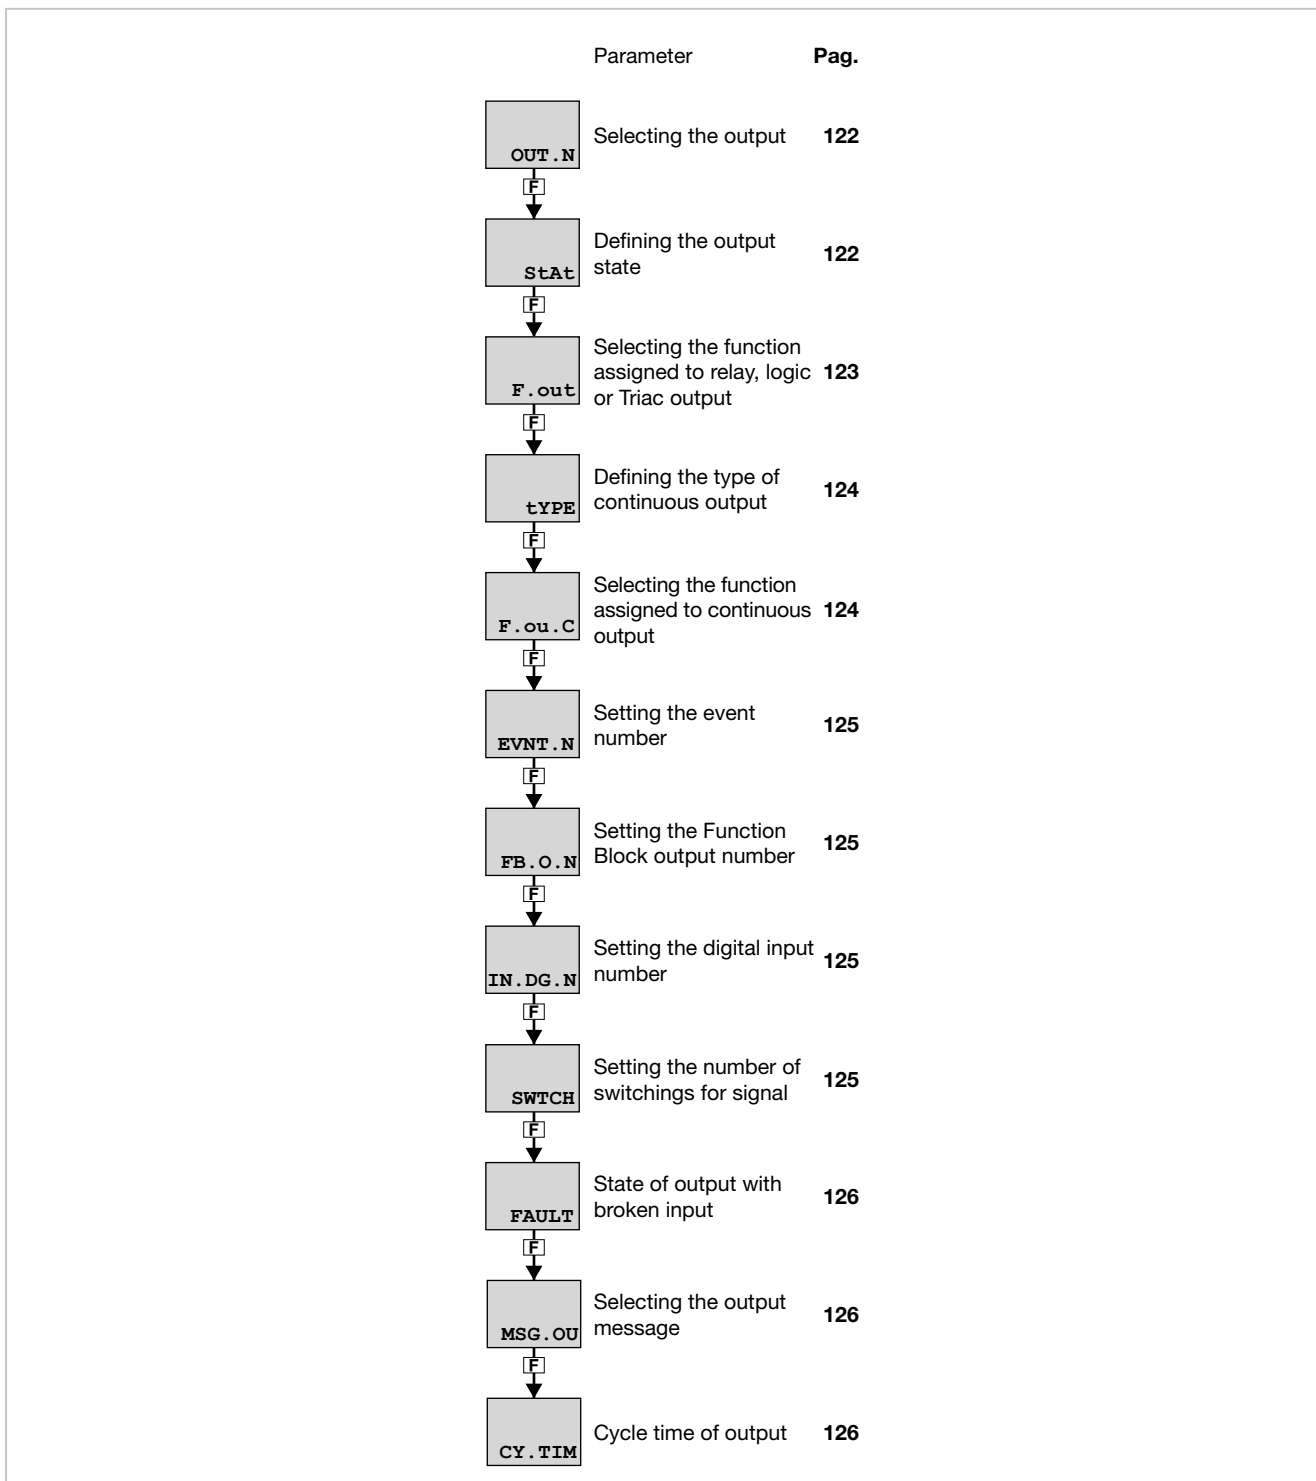 Parameter Pag.
OUT.N Selecting the output 122
F
StAt Defining the output
state 122
F
F.out Selecting the function
assigned to relay, logic 123
or Triac output
F
tYPE Defining the type of
continuous output 124
F
F.ou.C Selecting the function
assigned to continuous 124
output
F
EVNT.N Setting the event
number 125
F
FB.O.N Setting the Function
Block output number 125
F
IN.DG.N Setting the digital input
number 125
F
SWTCH Setting the number of
switchings for signal 125
F
FAULT State of output with
broken input 126
F
MSG.OU Selecting the output
message 126
F
CY.TIM Cycle time of output 126